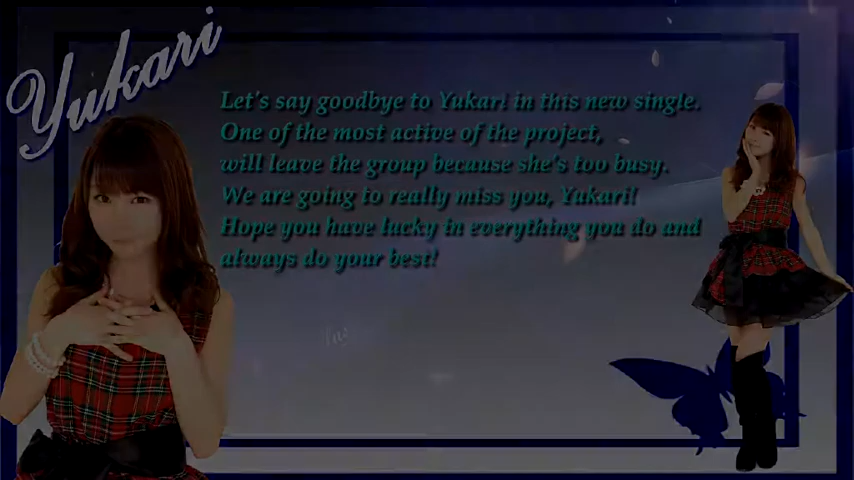 Yukari
Let's say goodbye to Yukari in this new single.
One of the most active of the project,
will leave the group because she's too busy.
We are going to really miss you, Yukari!
Hope you have lucky in everything you do and
always do your best!